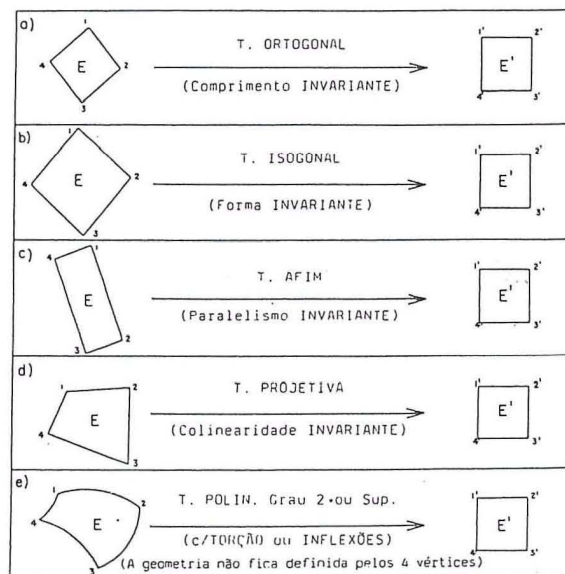 a)
1
4
E
2
3
T. ORTOGONAL
(Comprimento INVARIANTE)
1'
2'
E'
4'
3'
b)
1
4
E
2
3
T. ISOGONAL
(Forma INVARIANTE)
1'
2'
E'
4'
3'
c)
1
4
E
2
3
T. AFIM
(Paralelismo INVARIANTE)
1'
2'
E'
4'
3'
d)
1
2
E
4
3
T. PROJETIVA
(Colinearidade INVARIANTE)
1'
2'
E'
4'
3'
e)
1
2
E
4
3
T. POLIN. Grau 2 ou Sup.
(c/TORÇÃO ou INFLEXÕES)
(A geometria não fica definida pelos 4 vértices)
1'
2'
E'
4'
3'